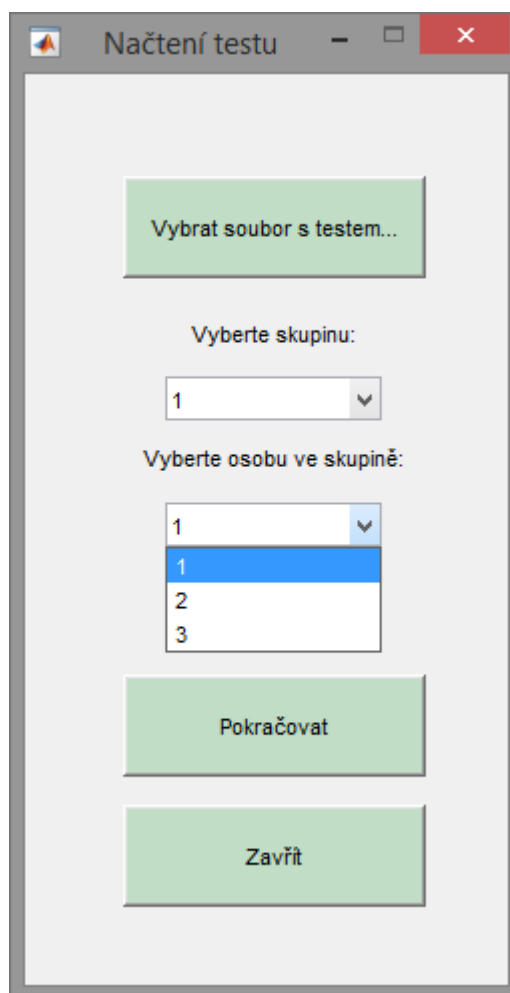 Načtení testu
Vybrat soubor s testem...
Vyberte skupinu:
1
Vyberte osobu ve skupině:
1
1
2
3
Pokračovat
Zavřít